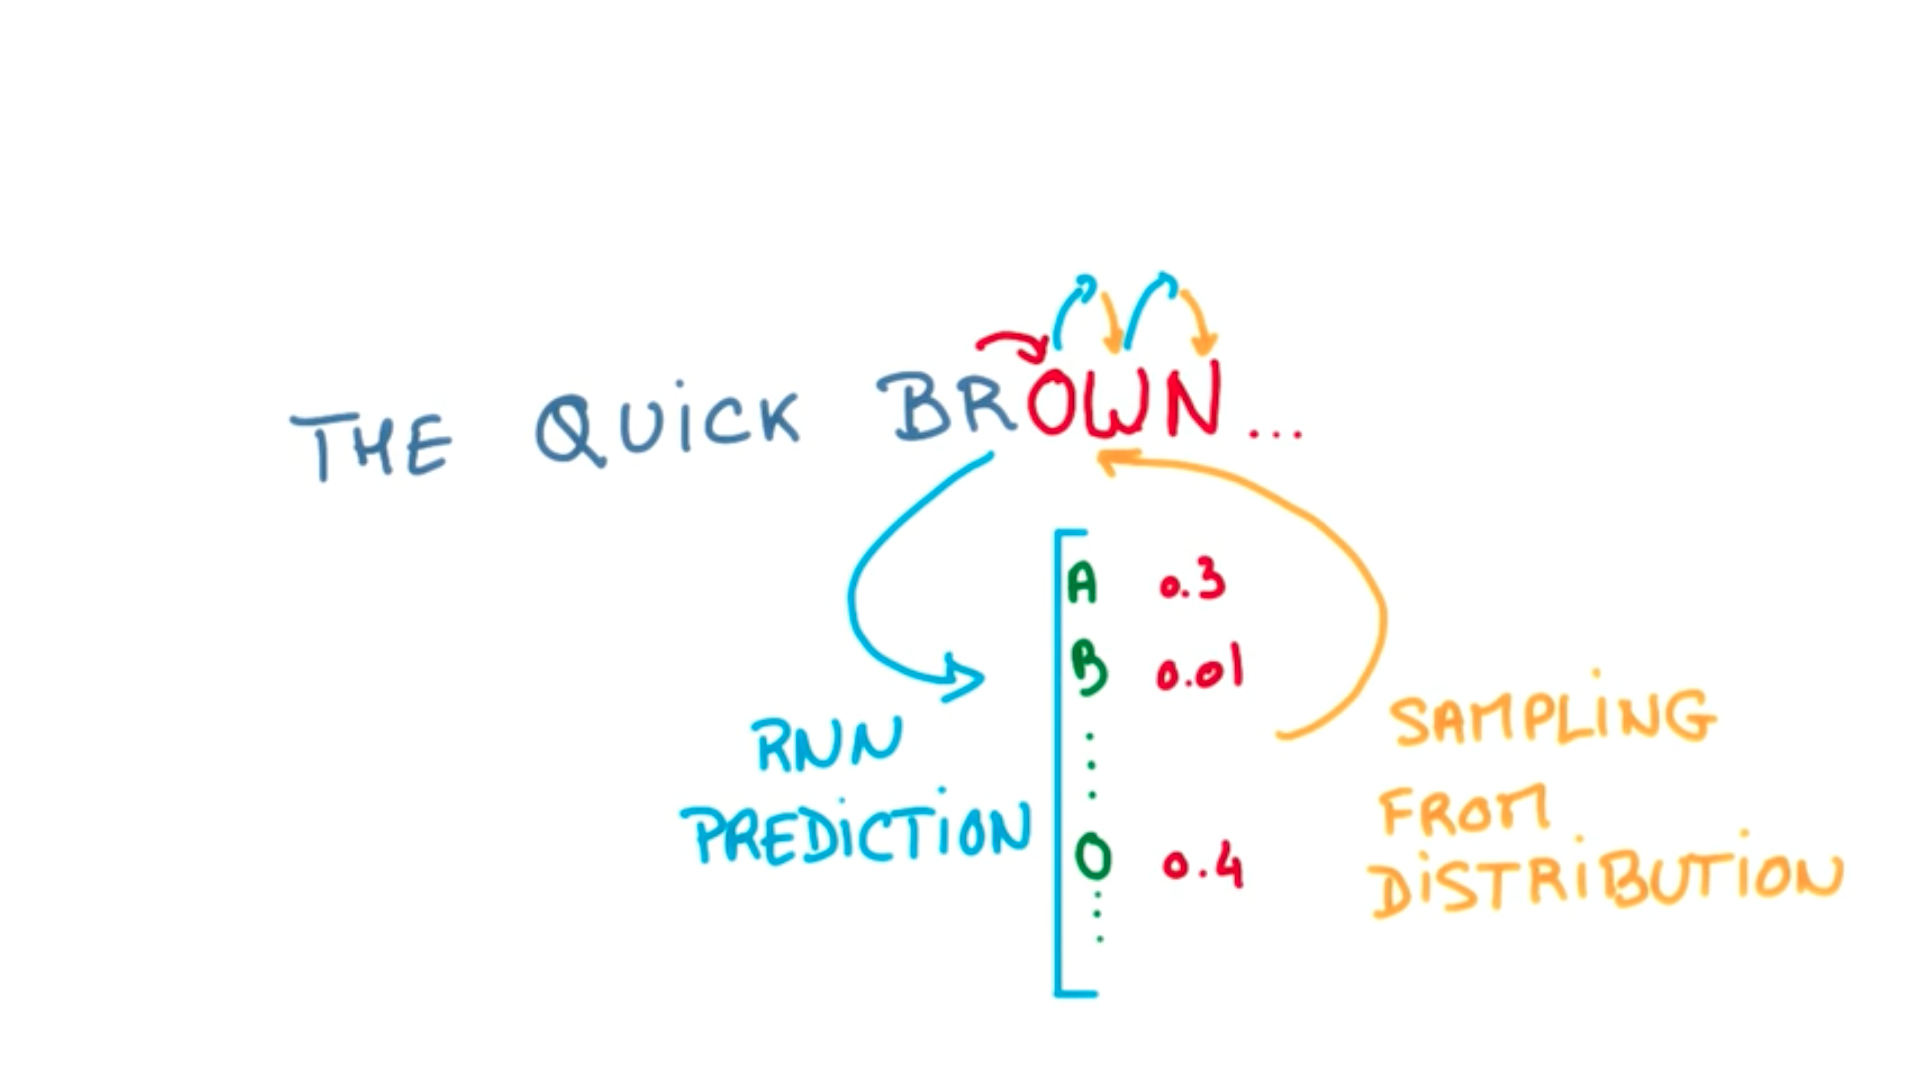 THE QUICK BROWN...
A 0.3
B 0.01
O 0.4
RNN
PREDICTION
SAMPLING
FROM
DISTRIBUTION